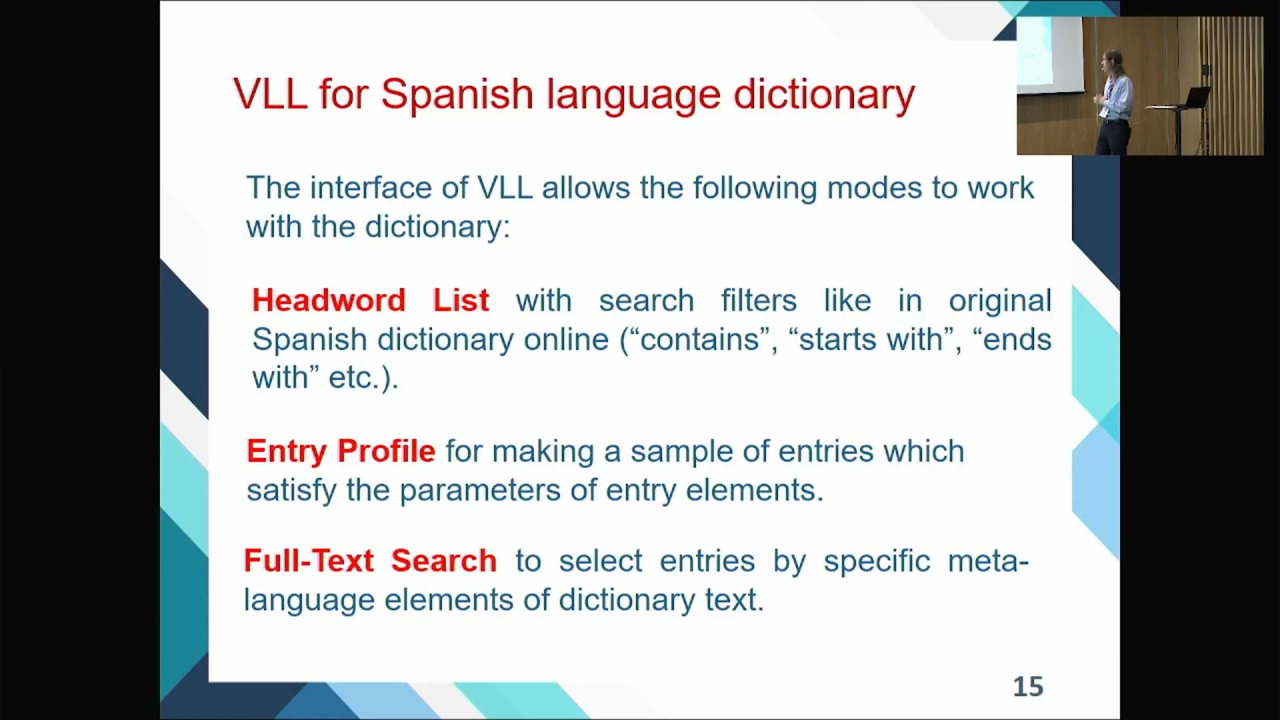 VLL for Spanish language dictionary
The interface of VLL allows the following modes to work
with the dictionary:
Headword List with search filters like in original
Spanish dictionary online (“contains”, “starts with”, “ends
with” etc.).
Entry Profile for making a sample of entries which
satisfy the parameters of entry elements.
Full-Text Search to select entries by specific meta-
language elements of dictionary text.
15